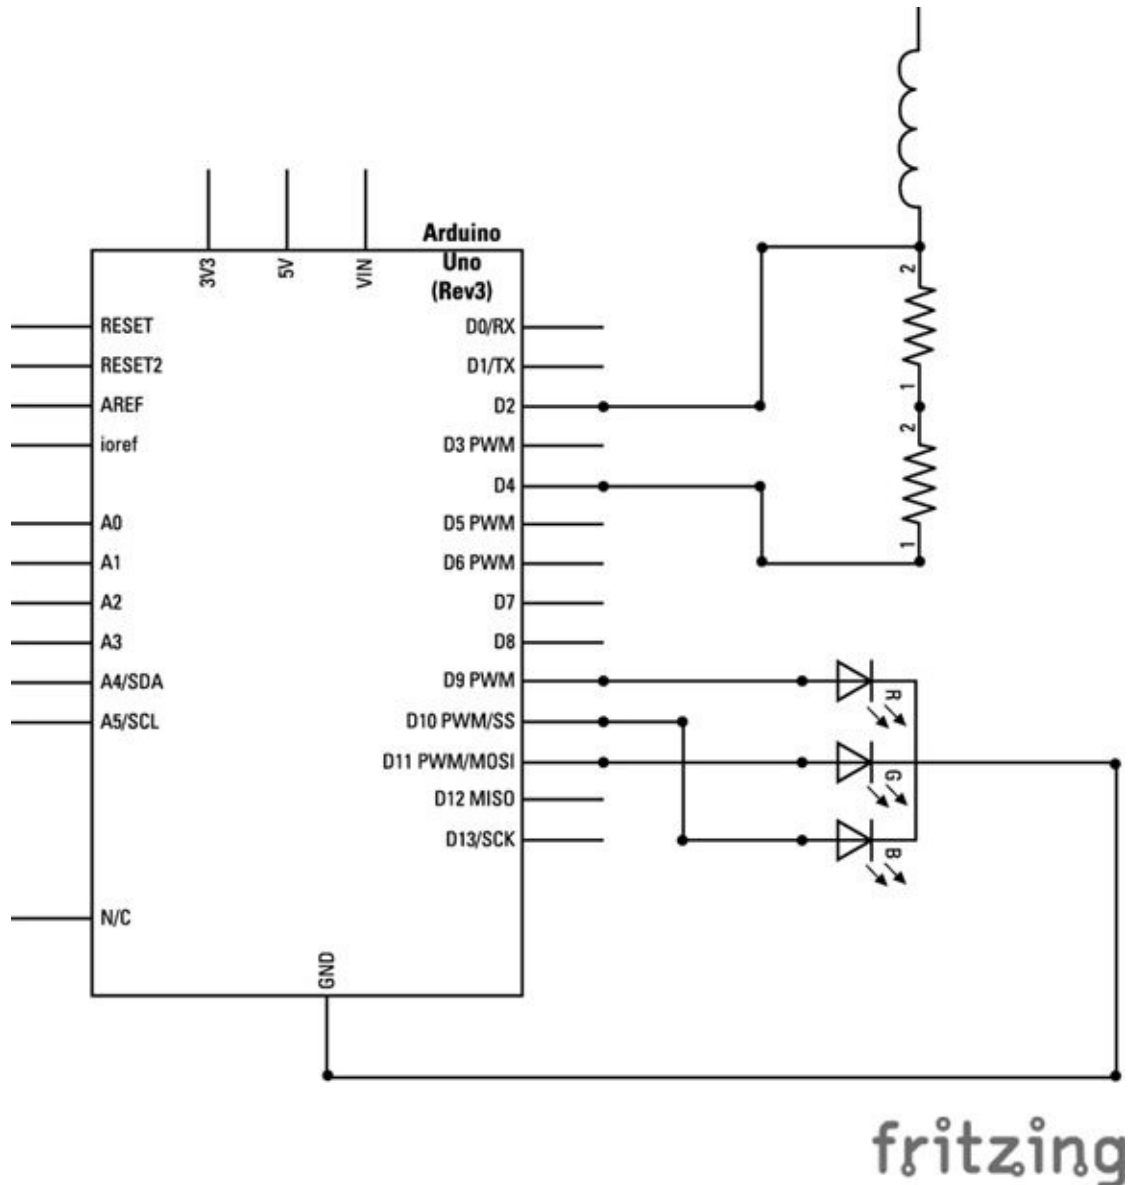 Arduino
Uno
(Rev3)
3V3
5V
VIN
RESET
RESET2
AREF
ioref
A0
A1
A2
A3
A4/SDA
A5/SCL
N/C
D0/RX
D1/TX
D2
D3 PWM
D4
D5 PWM
D6 PWM
D7
D8
D9 PWM
D10 PWM/SS
D11 PWM/MOSI
D12 MISO
D13/SCK
GND
2
1
2
1
R
G
B
fritzing